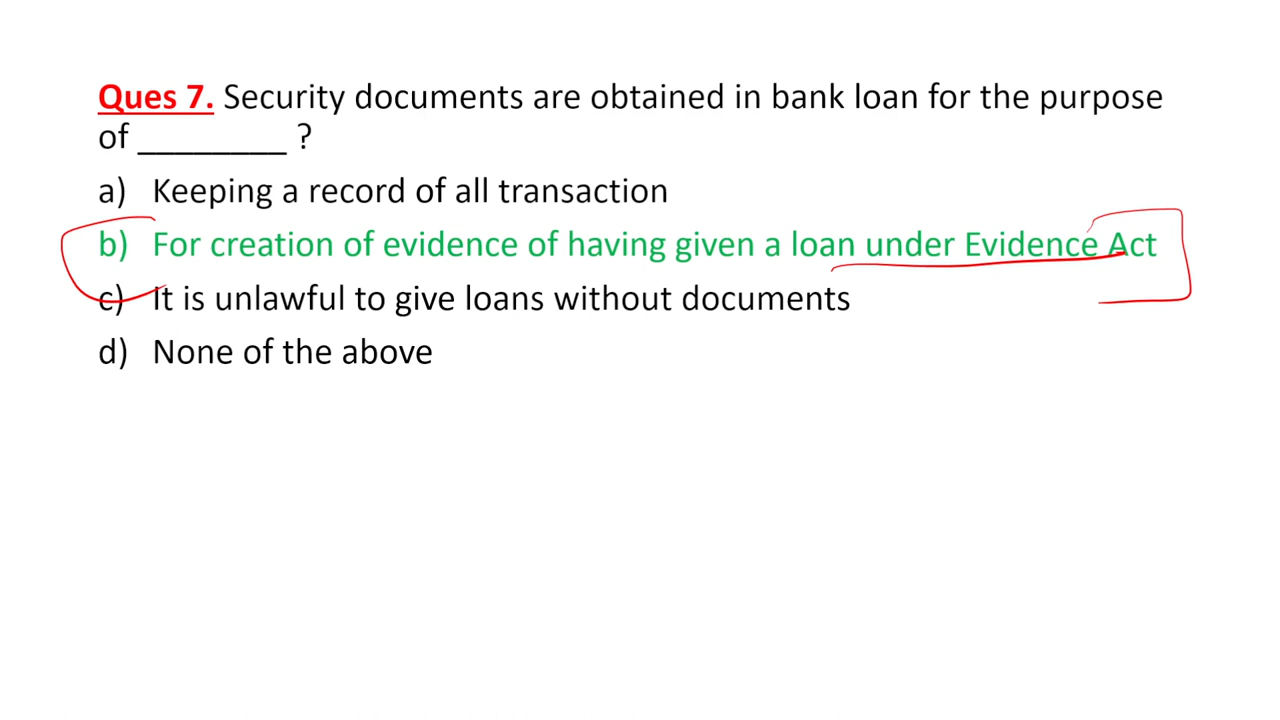 Ques 7. Security documents are obtained in bank loan for the purpose
of ________ ?
a) Keeping a record of all transaction
b) For creation of evidence of having given a loan under Evidence Act
c) It is unlawful to give loans without documents
d) None of the above